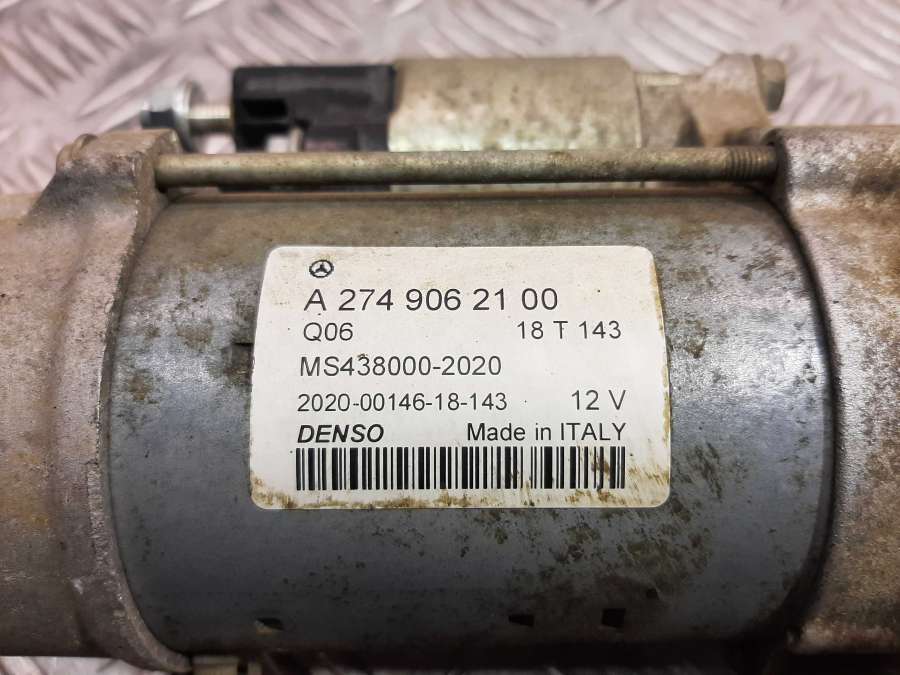 A 274 906 21 00
Q06 18 T 143
MS438000-2020
2020-00146-18-143 12 V
DENSO Made in ITALY